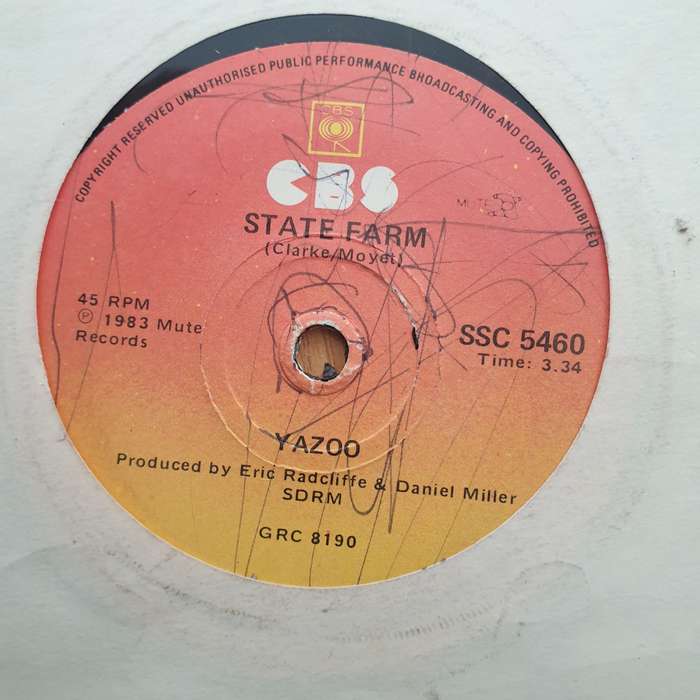 COPYRIGHT RESERVED UNAUTHORISED PUBLIC PERFORMANCE BROADCASTING AND COPYING PROHIBITED
CBS
CBS
MUTE
STATE FARM
(Clarke/Moyet)
45 RPM
Ⓟ 1983 Mute
Records
SSC 5460
Time: 3.34
YAZOO
Produced by Eric Radcliffe & Daniel Miller
SDRM
GRC 8190